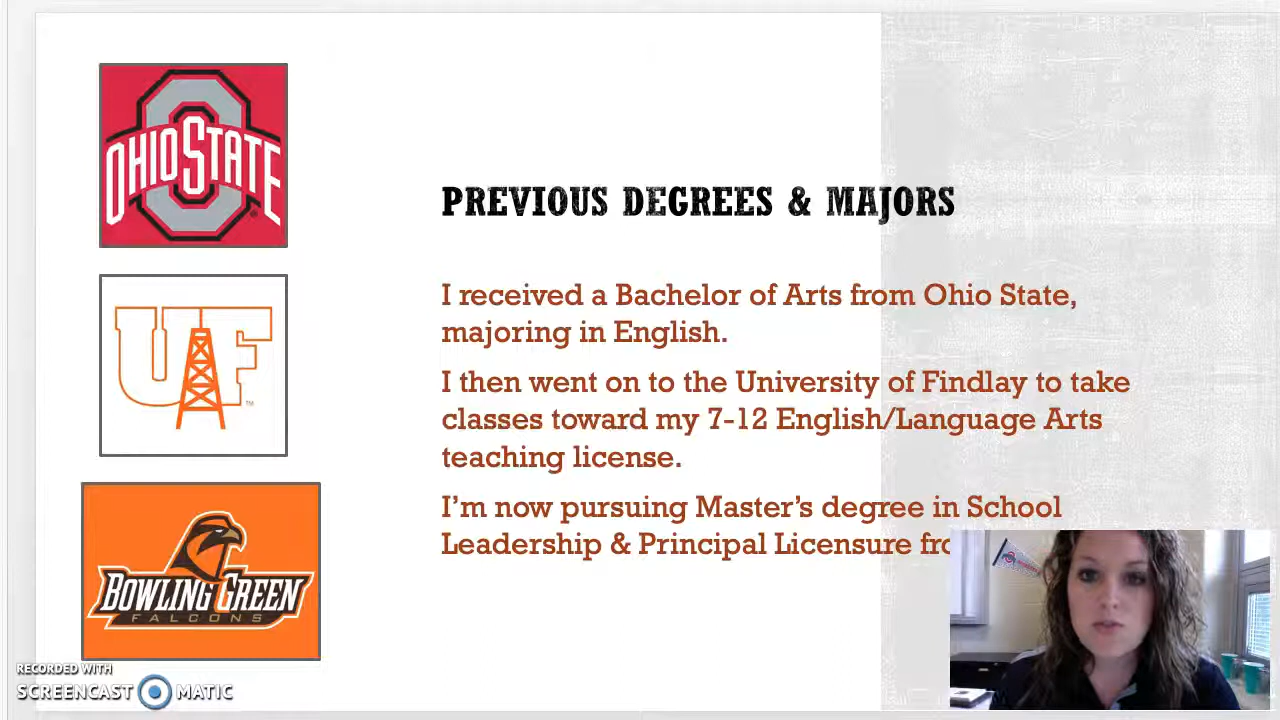 OHIO STATE
UF
TM
BOWLING GREEN
FALCONS
PREVIOUS DEGREES & MAJORS
I received a Bachelor of Arts from Ohio State,
majoring in English.
I then went on to the University of Findlay to take
classes toward my 7-12 English/Language Arts
teaching license.
I'm now pursuing Master's degree in School
Leadership & Principal Licensure fro
RECORDED WITH
SCREENCAST MATIC